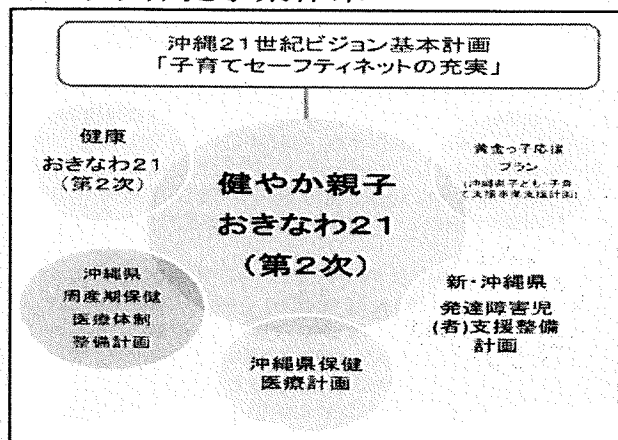 沖縄21世紀ビジョン基本計画
「子育てセーフティネットの充実」
健康
おきなわ21
(第2次)
健やか親子
おきなわ21
(第2次)
黄金っ子応援
プラン
(沖縄県子ども・子育
て支援事業支援計画)
沖縄県
周産期保健
医療体制
整備計画
沖縄県保健
医療計画
新・沖縄県
発達障害児
(者)支援整備
計画